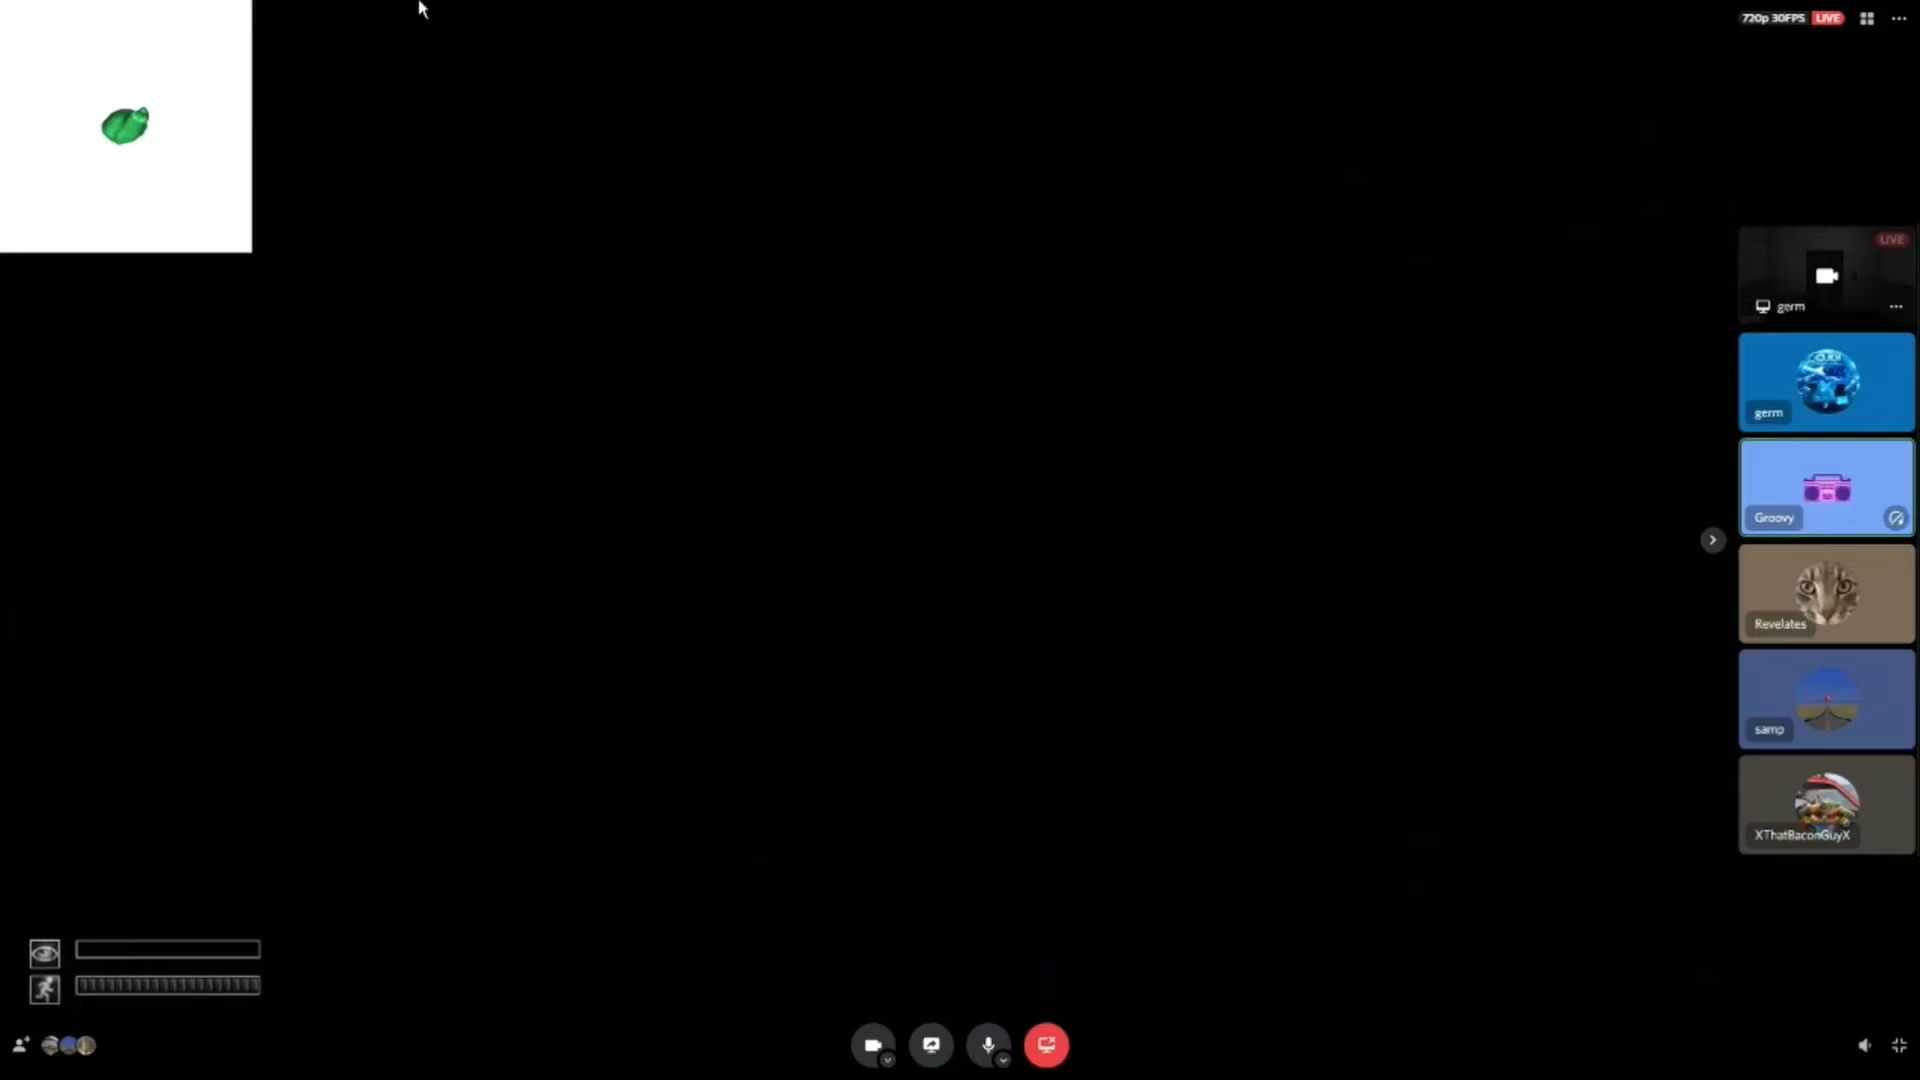 720p 30FPS LIVE
LIVE
germ
germ
Groovy
Revelates
samp
XThatBaconGuyX